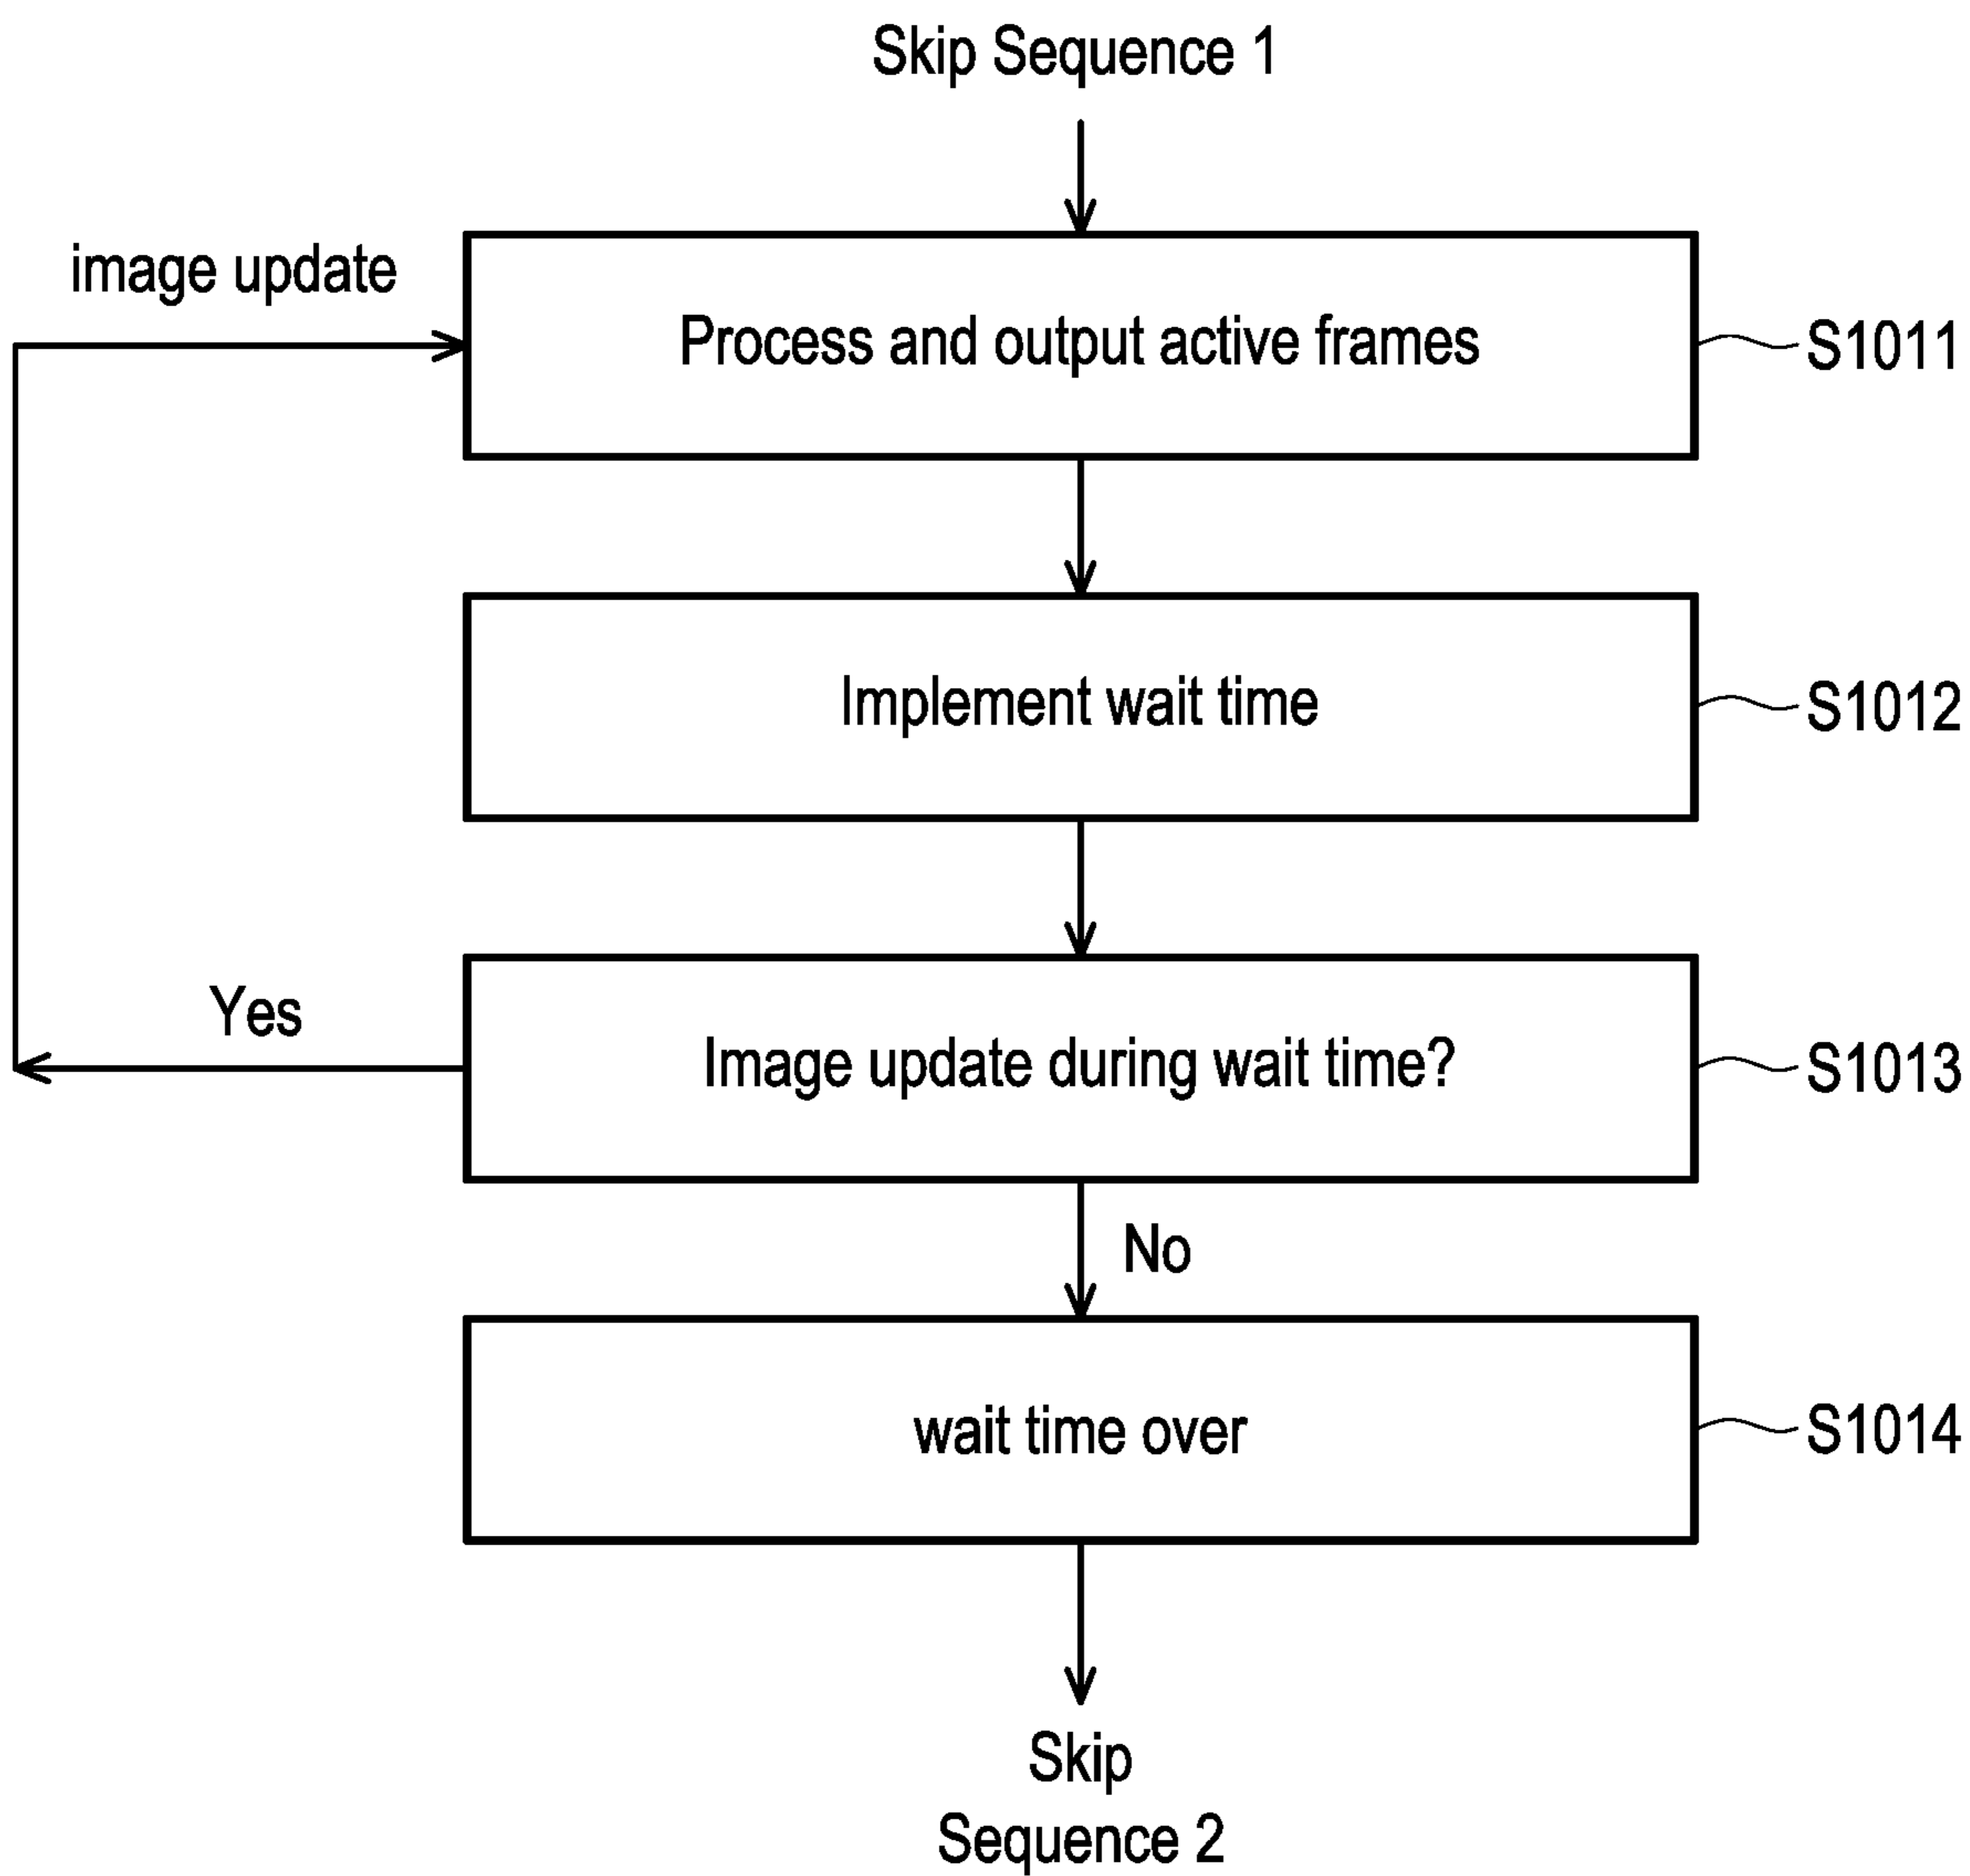 Skip Sequence 1
image update
Process and output active frames
S1011
Implement wait time
S1012
Yes
Image update during wait time?
S1013
No
wait time over
S1014
Skip
Sequence 2